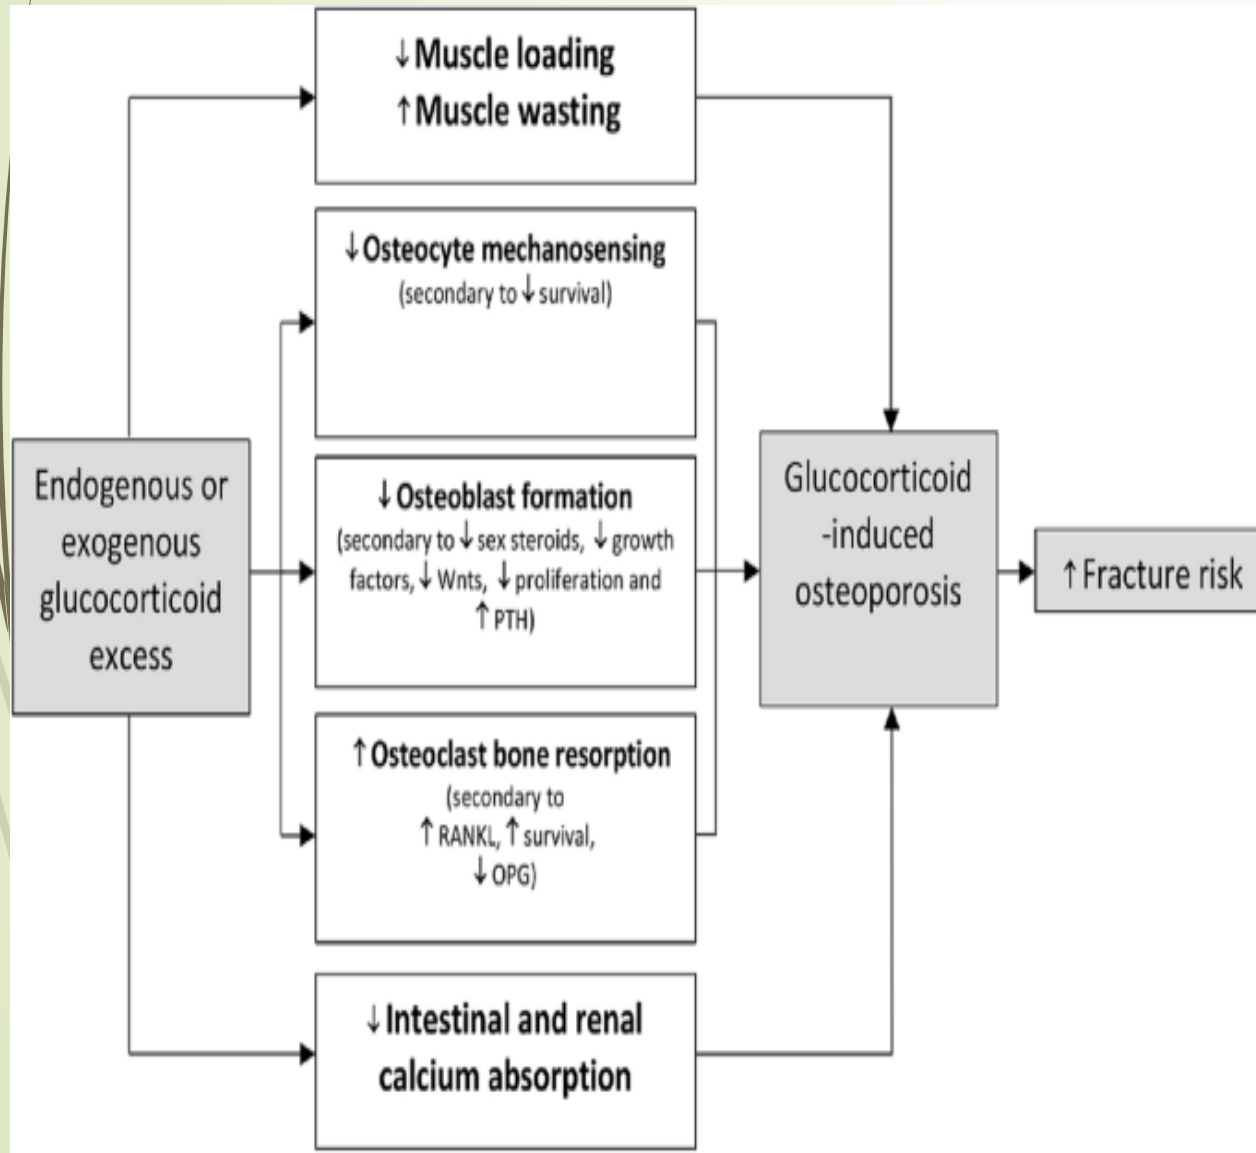 ↓Muscle loading
↑Muscle wasting
↓Osteocyte mechanosensing
(secondary to ↓ survival)
↓Osteoblast formation
(secondary to ↓ sex steroids, ↓ growth
factors, ↓ Wnts, ↓ proliferation and
↑ PTH)
↑Osteoclast bone resorption
(secondary to
↑ RANKL, ↑ survival,
↓ OPG)
↓Intestinal and renal
calcium absorption
Endogenous or
exogenous
glucocorticoid
excess
Glucocorticoid
-induced
osteoporosis
↑Fracture risk